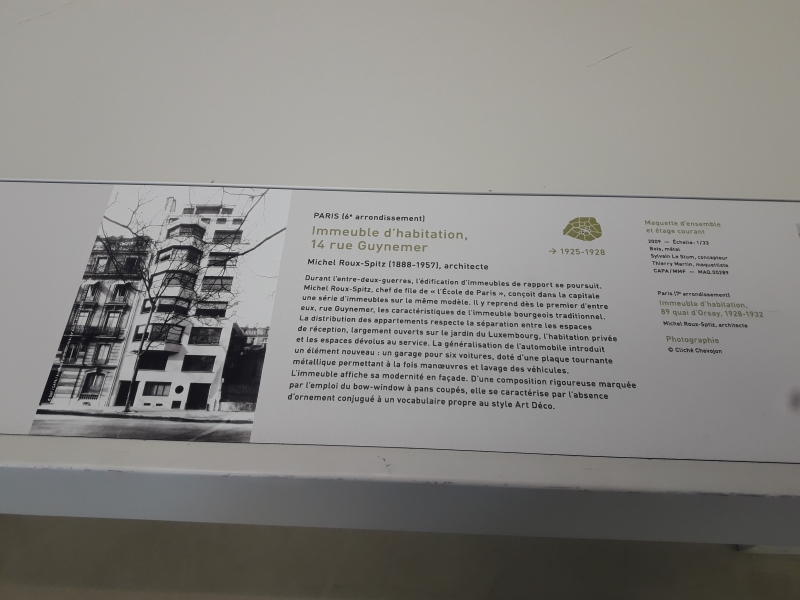 PARIS (6e arrondissement)
Immeuble d'habitation,
14 rue Guynemer
→ 1925-1928
Michel Roux-Spitz (1888-1957), architecte
Durant l'entre-deux-guerres, l'édification d'immeubles de rapport se poursuit.
Michel Roux-Spitz, chef de file de « l'École de Paris », conçoit dans la capitale
une série d'immeubles sur le même modèle. Il y reprend dès le premier d'entre
eux, rue Guynemer, les caractéristiques de l'immeuble bourgeois traditionnel.
La distribution des appartements respecte la séparation entre les espaces
de réception, largement ouverts sur le jardin du Luxembourg, l'habitation privée
et les espaces dévolus au service. La généralisation de l'automobile introduit
un élément nouveau : un garage pour six voitures, doté d'une plaque tournante
métallique permettant à la fois manœuvres et lavage des véhicules.
L'immeuble affiche sa modernité en façade. D'une composition rigoureuse marquée
par l'emploi du bow-window à pans coupés, elle se caractérise par l'absence
d'ornement conjugué à un vocabulaire propre au style Art Déco.
Maquette d'ensemble
et étage courant
2009 — Échelle : 1/33
Bois, métal
Sylvain Le Stum, concepteur
Thierry Martin, maquettiste
CAPA/MMF — MAQ.00289
Paris (7e arrondissement)
Immeuble d'habitation,
89 quai d'Orsay, 1928-1932
Michel Roux-Spitz, architecte
Photographie
© Cliché Chevojon